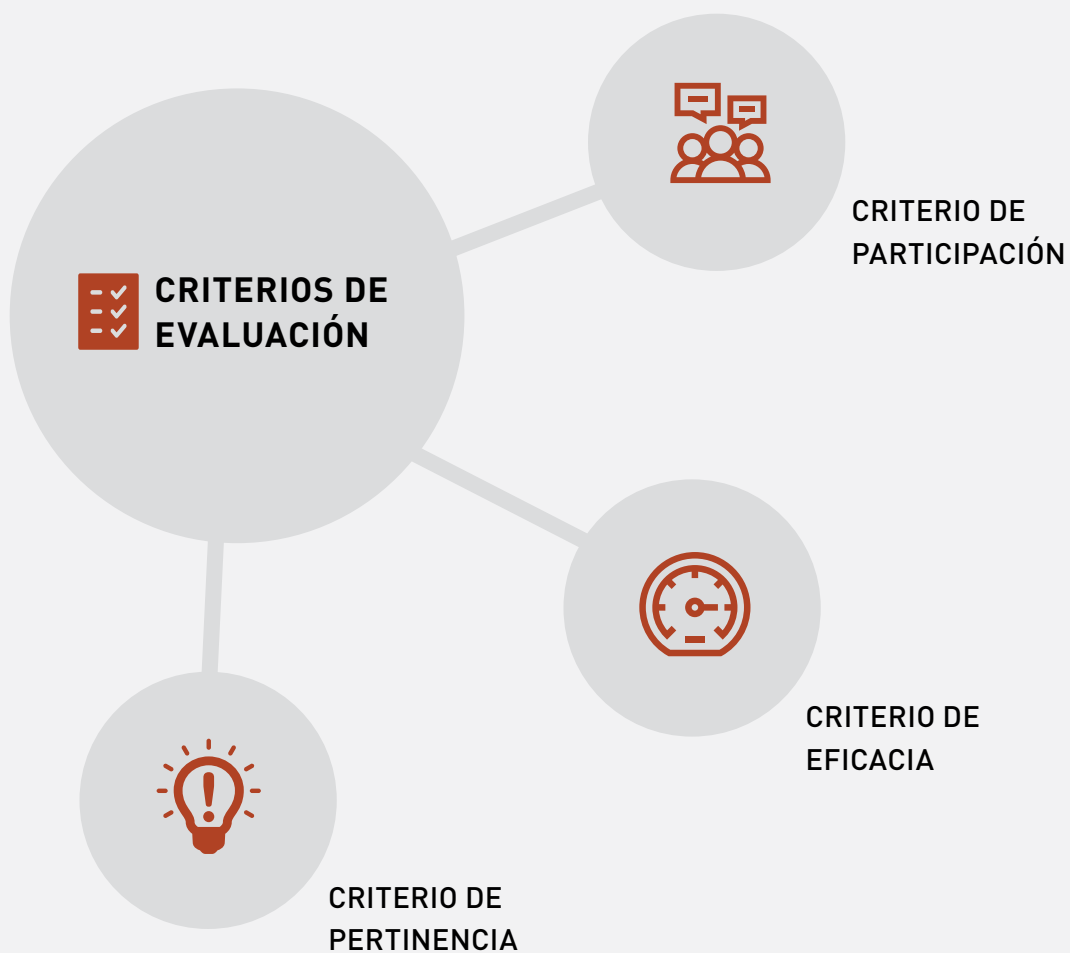 CRITERIOS DE
EVALUACIÓN
CRITERIO DE
PARTICIPACIÓN
CRITERIO DE
EFICACIA
CRITERIO DE
PERTINENCIA